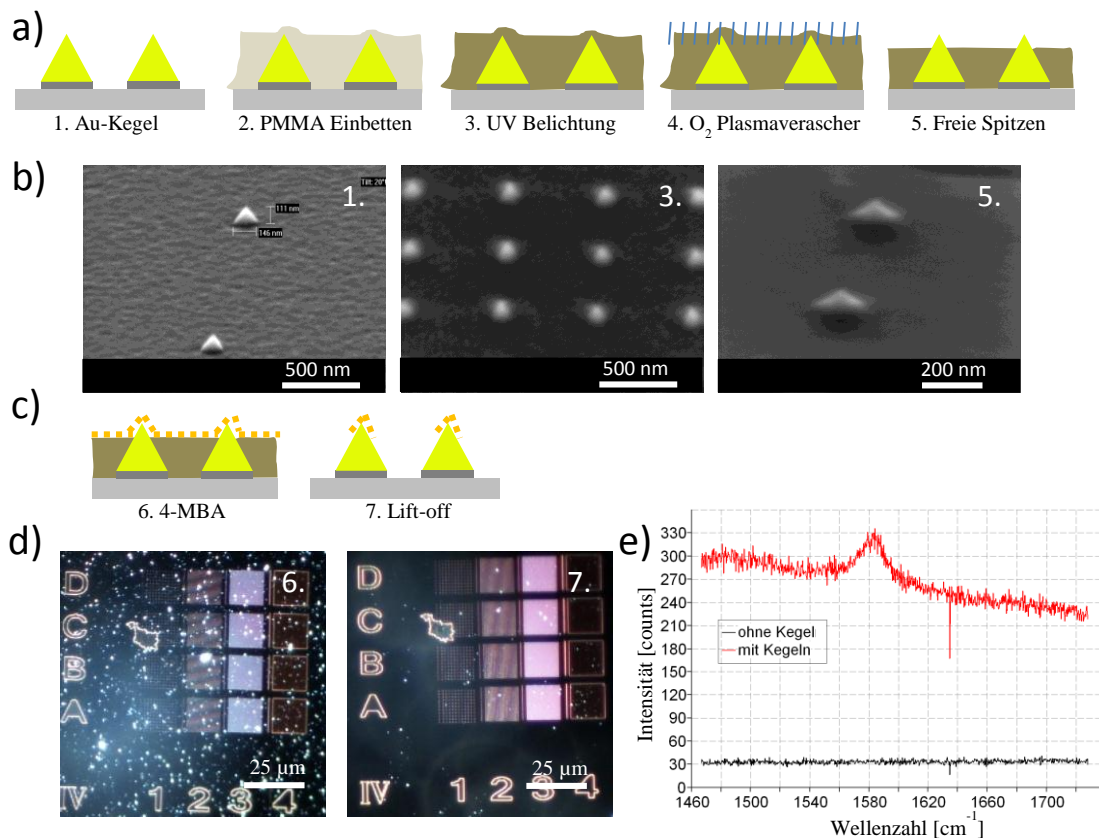 a)
1. Au-Kegel
2. PMMA Einbetten
3. UV Belichtung
4. O2 Plasmaverascher
5. Freie Spitzen
b)
1.
Tilt: 20°
111 nm
146 nm
500 nm
3.
500 nm
5.
200 nm
c)
6. 4-MBA
7. Lift-off
d)
6.
D
C
B
A
25 µm
IV 1 2 3 4
7.
D
C
B
A
25 µm
IV 1 2 3 4
e)
Intensität [counts]
330
300
270
240
210
180
150
120
90
60
30
0
ohne Kegel
mit Kegeln
1460 1500 1540 1580 1620 1660 1700
Wellenzahl [cm-1]